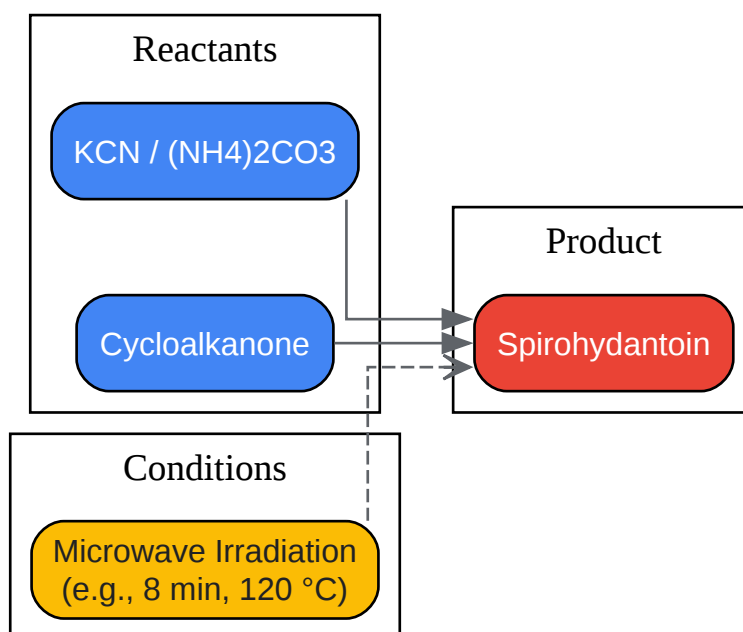 Reactants
KCN / (NH4)2CO3
Cycloalkanone
Product
Spirohydantoin
Conditions
Microwave Irradiation
(e.g., 8 min, 120 °C)